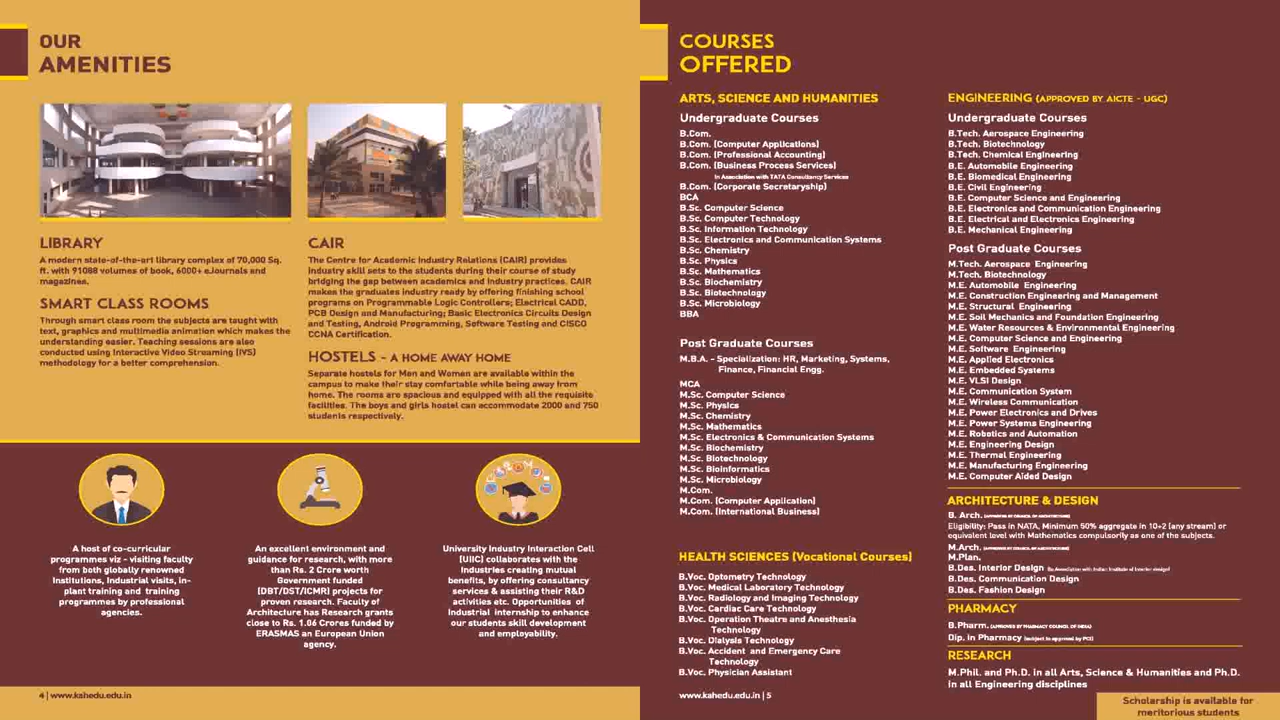 OUR
AMENITIES
LIBRARY
A modern state-of-the-art library complex of 70,000 Sq.
ft. with 91088 volumes of book, 6000+ eJournals and
magazines.
SMART CLASS ROOMS
Through smart class room the subjects are taught with
text, graphics and multimedia animation which makes the
understanding easier. Teaching sessions are also
conducted using Interactive Video Streaming (IVS)
methodology for a better comprehension.
CAIR
The Centre for Academic Industry Relations (CAIR) provides
industry skill sets to the students during their course of study
bridging the gap between academics and industry practices. CAIR
makes the graduates industry ready by offering finishing school
programs on Programmable Logic Controllers; Electrical CADD,
PCB Design and Manufacturing; Basic Electronics Circuits Design
and Testing, Android Programming, Software Testing and CISCO
CCNA Certification.
HOSTELS - A HOME AWAY HOME
Separate hostels for Men and Women are available within the
campus to make their stay comfortable while being away from
home. The rooms are spacious and equipped with all the requisite
facilities. The boys and girls hostel can accommodate 2000 and 750
students respectively.
A host of co-curricular
programmes viz - visiting faculty
from both globally renowned
Institutions, Industrial visits, in-
plant training and training
programmes by professional
agencies.
An excellent environment and
guidance for research, with more
than Rs. 2 Crore worth
Government funded
(DBT/DST/ICMR) projects for
proven research. Faculty of
Architecture has Research grants
close to Rs. 1.06 Crores funded by
ERASMAS an European Union
agency.
University Industry Interaction Cell
(UIIC) collaborates with the
Industries creating mutual
benefits, by offering consultancy
services & assisting their R&D
activities etc. Opportunities of
Industrial internship to enhance
our students skill development
and employability.
4 | www.kahedu.edu.in
COURSES
OFFERED
ARTS, SCIENCE AND HUMANITIES
Undergraduate Courses
B.Com.
B.Com. (Computer Applications)
B.Com. (Professional Accounting)
B.Com. (Business Process Services)
In Association with TATA Consultancy Services
B.Com. (Corporate Secretaryship)
BCA
B.Sc. Computer Science
B.Sc. Computer Technology
B.Sc. Information Technology
B.Sc. Electronics and Communication Systems
B.Sc. Chemistry
B.Sc. Physics
B.Sc. Mathematics
B.Sc. Biochemistry
B.Sc. Biotechnology
B.Sc. Microbiology
BBA
Post Graduate Courses
M.B.A. - Specialization: HR, Marketing, Systems,
Finance, Financial Engg.
MCA
M.Sc. Computer Science
M.Sc. Physics
M.Sc. Chemistry
M.Sc. Mathematics
M.Sc. Electronics & Communication Systems
M.Sc. Biochemistry
M.Sc. Biotechnology
M.Sc. Bioinformatics
M.Sc. Microbiology
M.Com.
M.Com. (Computer Application)
M.Com. (International Business)
HEALTH SCIENCES (Vocational Courses)
B.Voc. Optometry Technology
B.Voc. Medical Laboratory Technology
B.Voc. Radiology and Imaging Technology
B.Voc. Cardiac Care Technology
B.Voc. Operation Theatre and Anesthesia
Technology
B.Voc. Dialysis Technology
B.Voc. Accident and Emergency Care
Technology
B.Voc. Physician Assistant
www.kahedu.edu.in | 5
ENGINEERING (APPROVED BY AICTE - UGC)
Undergraduate Courses
B.Tech. Aerospace Engineering
B.Tech. Biotechnology
B.Tech. Chemical Engineering
B.E. Automobile Engineering
B.E. Biomedical Engineering
B.E. Civil Engineering
B.E. Computer Science and Engineering
B.E. Electronics and Communication Engineering
B.E. Electrical and Electronics Engineering
B.E. Mechanical Engineering
Post Graduate Courses
M.Tech. Aerospace Engineering
M.Tech. Biotechnology
M.E. Automobile Engineering
M.E. Construction Engineering and Management
M.E. Structural Engineering
M.E. Soil Mechanics and Foundation Engineering
M.E. Water Resources & Environmental Engineering
M.E. Computer Science and Engineering
M.E. Software Engineering
M.E. Applied Electronics
M.E. Embedded Systems
M.E. VLSI Design
M.E. Communication System
M.E. Wireless Communication
M.E. Power Electronics and Drives
M.E. Power Systems Engineering
M.E. Robotics and Automation
M.E. Engineering Design
M.E. Thermal Engineering
M.E. Manufacturing Engineering
M.E. Computer Aided Design
ARCHITECTURE & DESIGN
B. Arch. (APPROVED BY COUNCIL OF ARCHITECTURE)
Eligibility: Pass in NATA, Minimum 50% aggregate in 10+2 (any stream) or
equivalent level with Mathematics compulsorily as one of the subjects.
M.Arch. (APPROVED BY COUNCIL OF ARCHITECTURE)
M.Plan.
B.Des. Interior Design (In Association with Indian Institute of Interior design)
B.Des. Communication Design
B.Des. Fashion Design
PHARMACY
B.Pharm. (APPROVED BY PHARMACY COUNCIL OF INDIA)
Dip. in Pharmacy (subject to approval by PCI)
RESEARCH
M.Phil. and Ph.D. in all Arts, Science & Humanities and Ph.D.
in all Engineering disciplines
Scholarship is available for
meritorious students